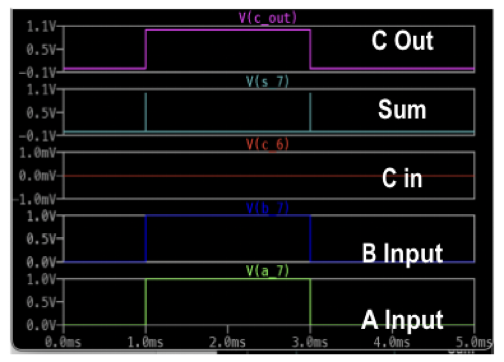 V(c_out)
1.1V
0.5V
-0.1V
C Out
V(s_7)
1.1V
0.5V
-0.1V
Sum
V(c_6)
1.0mV
0.0mV
-1.0mV
C in
V(b_7)
1.0V
0.5V
0.0V
B Input
V(a_7)
1.0V
0.5V
0.0V
A Input
0.0ms 1.0ms 2.0ms 3.0ms 4.0ms 5.0ms